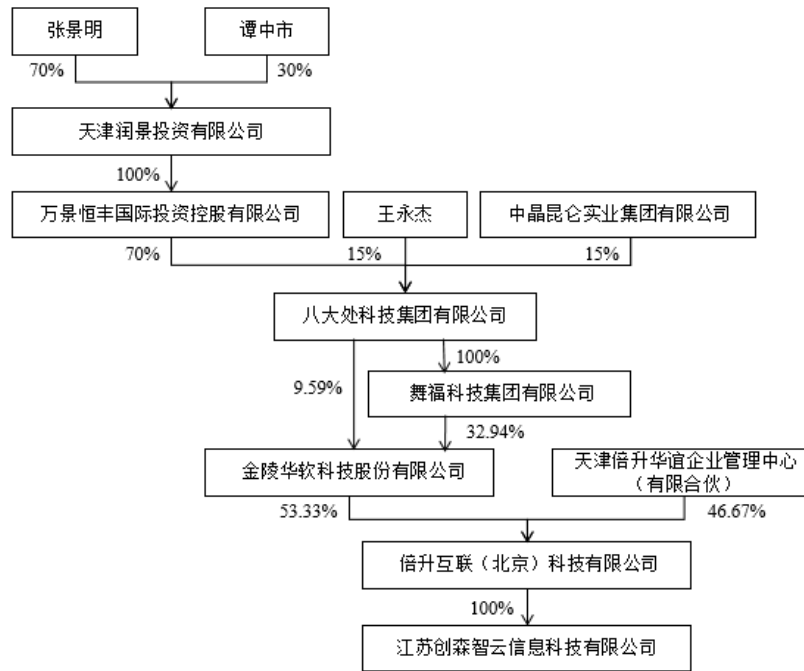 张景明
谭中市
70%
30%
天津润景投资有限公司
100%
万景恒丰国际投资控股有限公司
王永杰
中晶昆仑实业集团有限公司
70%
15%
15%
八大处科技集团有限公司
100%
9.59%
舞福科技集团有限公司
32.94%
金陵华软科技股份有限公司
天津倍升华谊企业管理中心
（有限合伙）
53.33%
46.67%
倍升互联（北京）科技有限公司
100%
江苏创森智云信息科技有限公司